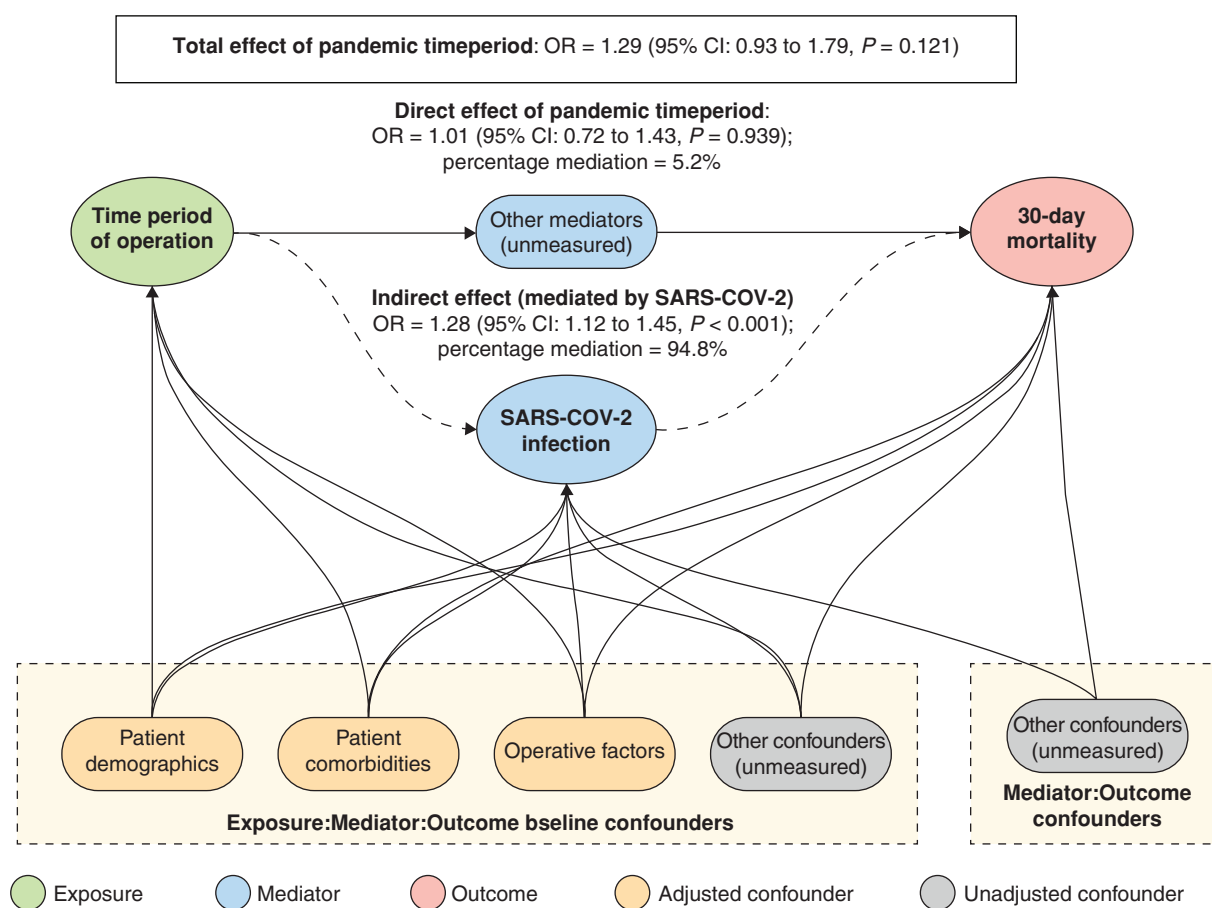 Total effect of pandemic timeperiod: OR = 1.29 (95% CI: 0.93 to 1.79, P = 0.121)
Direct effect of pandemic timeperiod:
OR = 1.01 (95% CI: 0.72 to 1.43, P = 0.939);
percentage mediation = 5.2%
Time period
of operation
Other mediators
(unmeasured)
30-day
mortality
Indirect effect (mediated by SARS-COV-2)
OR = 1.28 (95% CI: 1.12 to 1.45, P < 0.001);
percentage mediation = 94.8%
SARS-COV-2
infection
Patient
demographics
Patient
comorbidities
Operative factors
Other confounders
(unmeasured)
Other confounders
(unmeasured)
Exposure:Mediator:Outcome bseline confounders
Mediator:Outcome
confounders
Exposure
Mediator
Outcome
Adjusted confounder
Unadjusted confounder